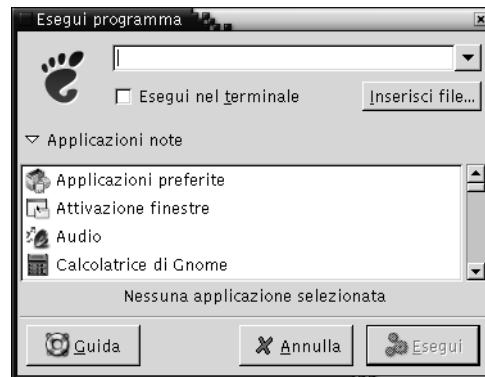 Esegui programma
Esegui nel terminale
Inserisci file...
Applicazioni note
Applicazioni preferite
Attivazione finestre
Audio
Calcolatrice di Gnome
Nessuna applicazione selezionata
Guida
Annulla
Esegui